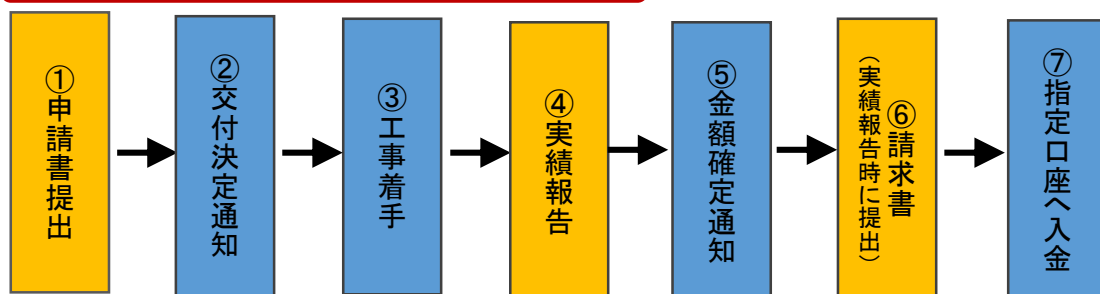 ①申請書提出
②交付決定通知
③工事着手
④実績報告
⑤金額確定通知
⑥請求書
（実績報告時に提出）
⑦指定口座へ入金